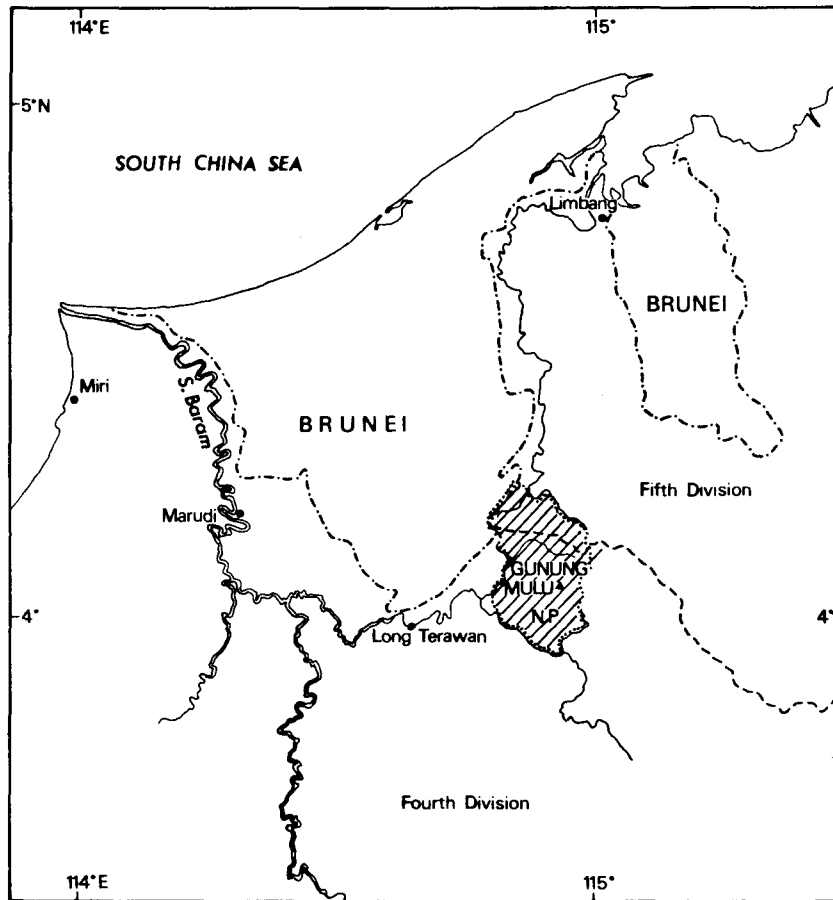 114°E
115°
5°N
SOUTH CHINA SEA
Limbang
BRUNEI
Miri
S. Baram
BRUNEI
Fifth Division
Marudi
GUNUNG
MULU
N.P
4°
4°
Long Terawan
Fourth Division
114°E
115°